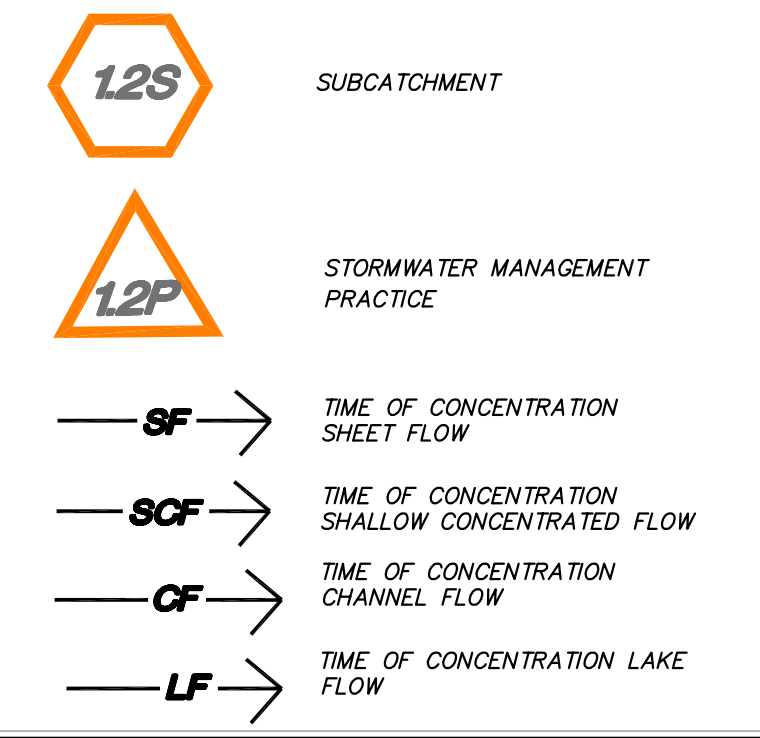 1.2S
SUBCATCHMENT
1.2P
STORMWATER MANAGEMENT
PRACTICE
SF
TIME OF CONCENTRATION
SHEET FLOW
SCF
TIME OF CONCENTRATION
SHALLOW CONCENTRATED FLOW
CF
TIME OF CONCENTRATION
CHANNEL FLOW
LF
TIME OF CONCENTRATION LAKE
FLOW